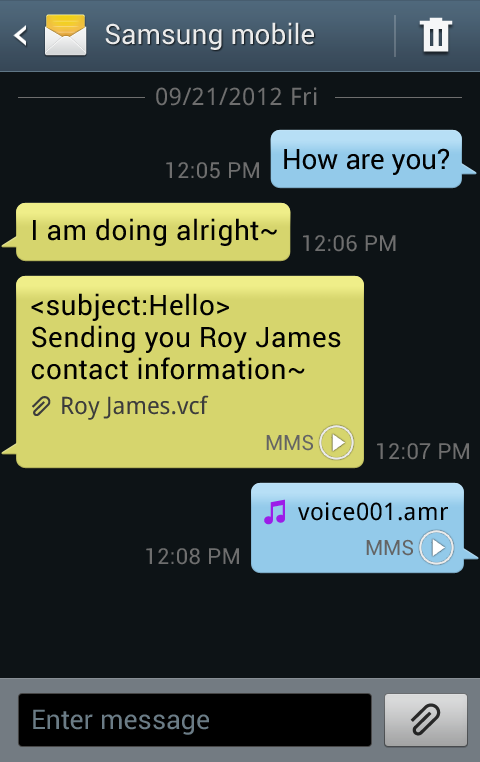 Samsung mobile
09/21/2012 Fri
How are you?
12:05 PM
I am doing alright~
12:06 PM
<subject:Hello>
Sending you Roy James
contact information~
Roy James.vcf
MMS
12:07 PM
voice001.amr
MMS
12:08 PM
Enter message